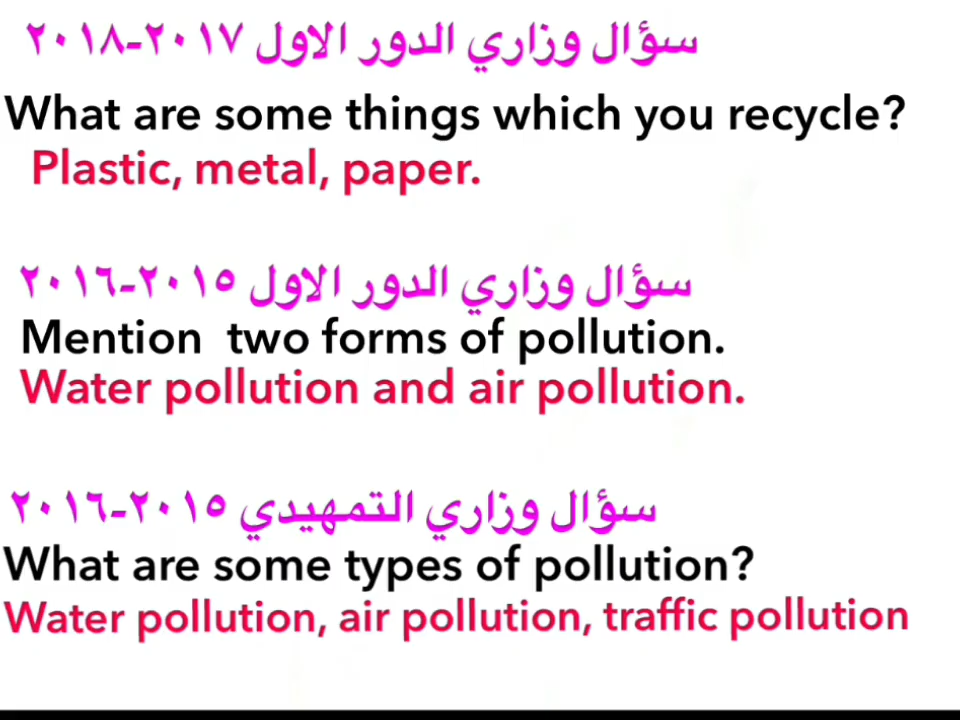 سؤال وزاري الدور الاول ٢٠١٧-٢٠١٨
What are some things which you recycle?
Plastic, metal, paper.
سؤال وزاري الدور الاول ٢٠١٥-٢٠١٦
Mention two forms of pollution.
Water pollution and air pollution.
سؤال وزاري التمهيدي ٢٠١٥-٢٠١٦
What are some types of pollution?
Water pollution, air pollution, traffic pollution